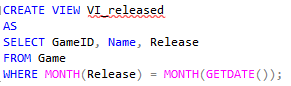 CREATE VIEW VI_released
AS
SELECT GameID, Name, Release
FROM Game
WHERE MONTH(Release) = MONTH(GETDATE());